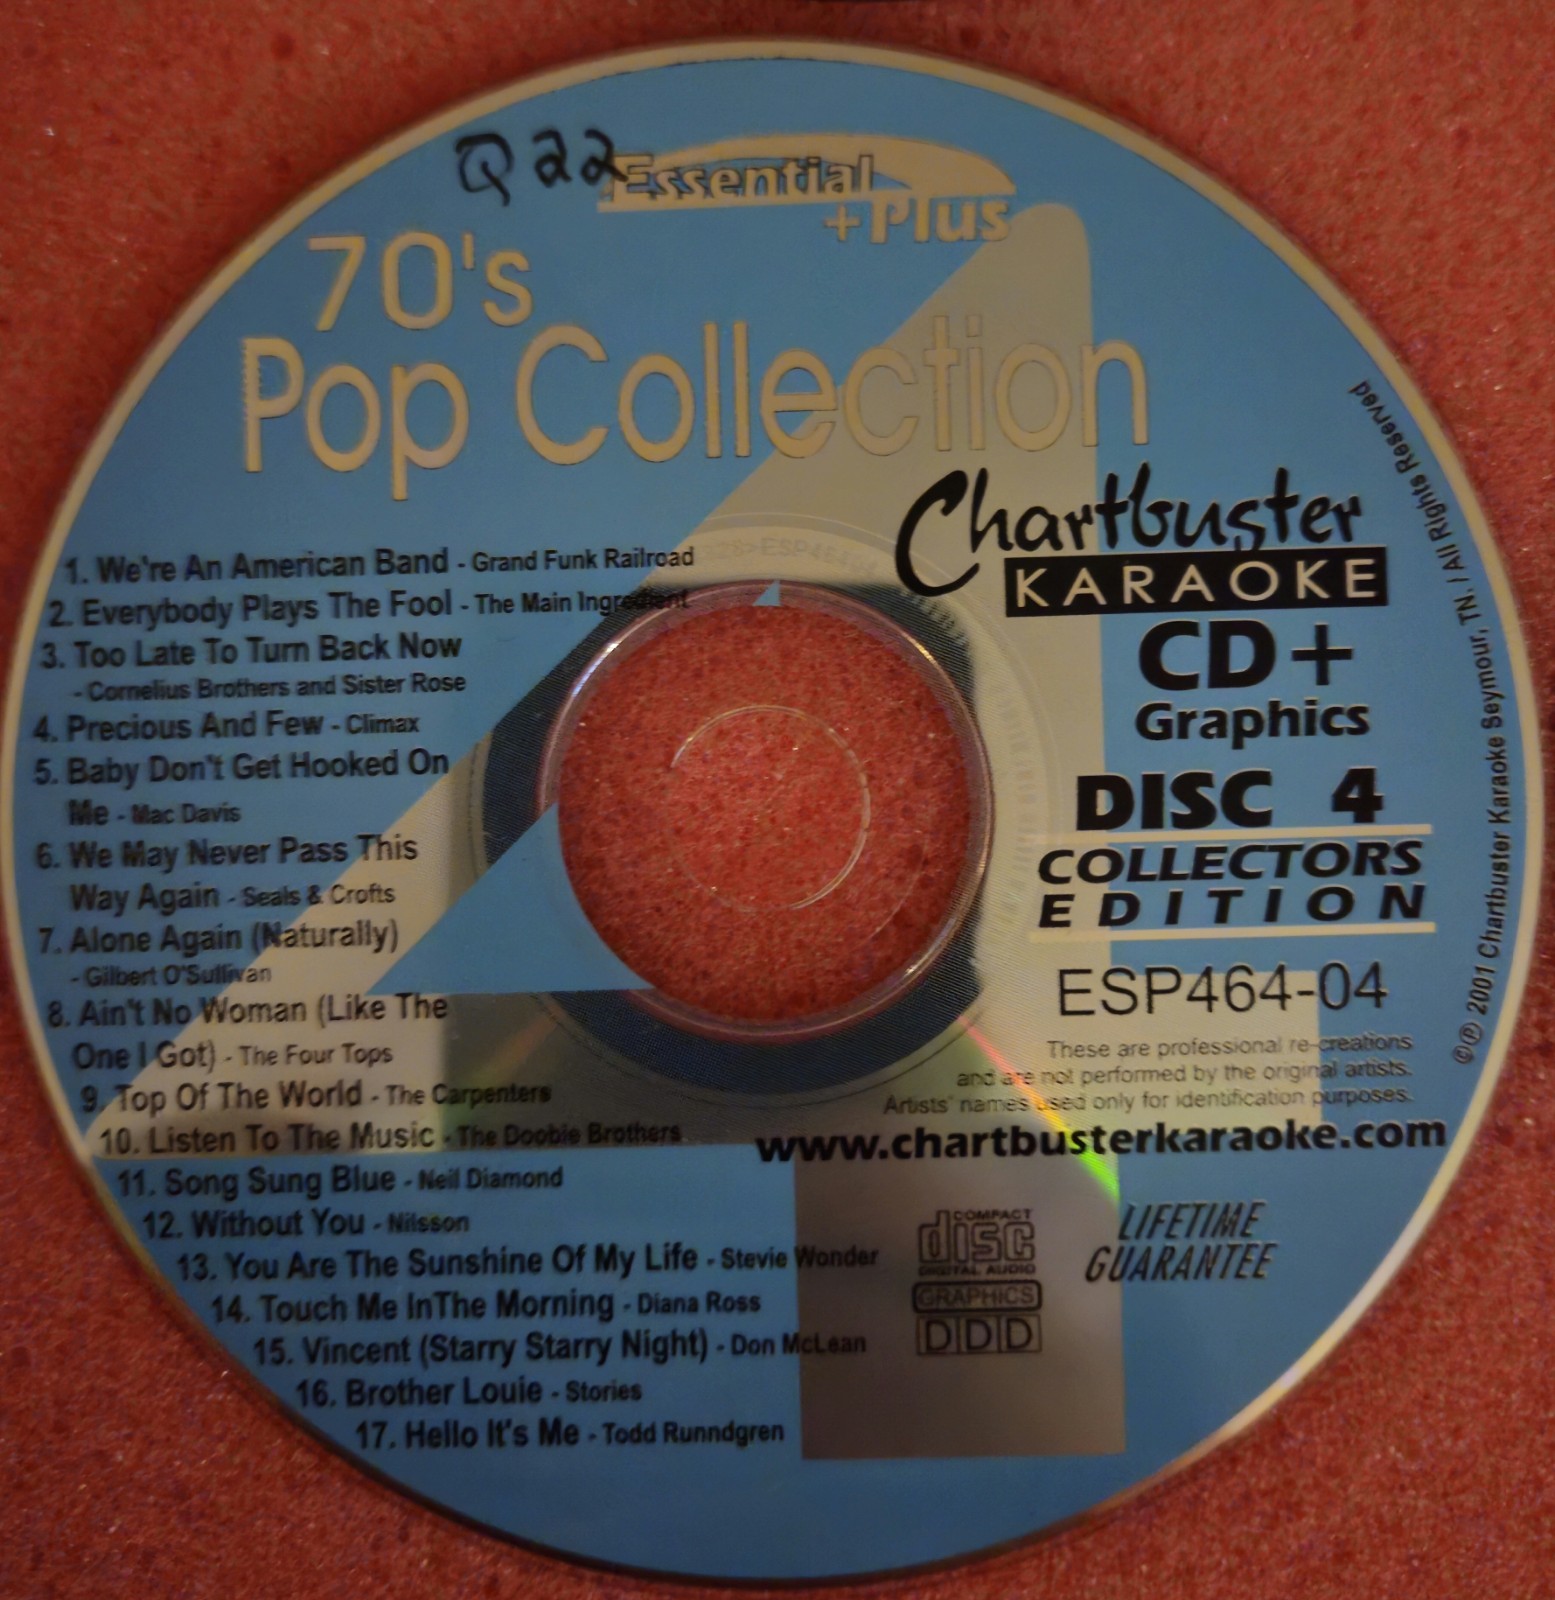 Q22
Essential
+Plus
70's
Pop Collection
Chartbuster
KARAOKE
CD+
Graphics
DISC 4
COLLECTORS
EDITION
ESP464-04
These are professional re-creations
and are not performed by the original artists.
Artists' names used only for identification purposes.
www.chartbusterkaraoke.com
1. We're An American Band - Grand Funk Railroad
2. Everybody Plays The Fool - The Main Ingredient
3. Too Late To Turn Back Now
- Cornelius Brothers and Sister Rose
4. Precious And Few - Climax
5. Baby Don't Get Hooked On
Me - Mac Davis
6. We May Never Pass This
Way Again - Seals & Crofts
7. Alone Again (Naturally)
- Gilbert O'Sullivan
8. Ain't No Woman (Like The
One I Got) - The Four Tops
9. Top Of The World - The Carpenters
10. Listen To The Music - The Doobie Brothers
11. Song Sung Blue - Neil Diamond
12. Without You - Nilsson
13. You Are The Sunshine Of My Life - Stevie Wonder
14. Touch Me InThe Morning - Diana Ross
15. Vincent (Starry Starry Night) - Don McLean
16. Brother Louie - Stories
17. Hello It's Me - Todd Runndgren
COMPACT
disc
DIGITAL AUDIO
GRAPHICS
DDD
LIFETIME
GUARANTEE
©℗ 2001 Chartbuster Karaoke Seymour, TN. / All Rights Reserved